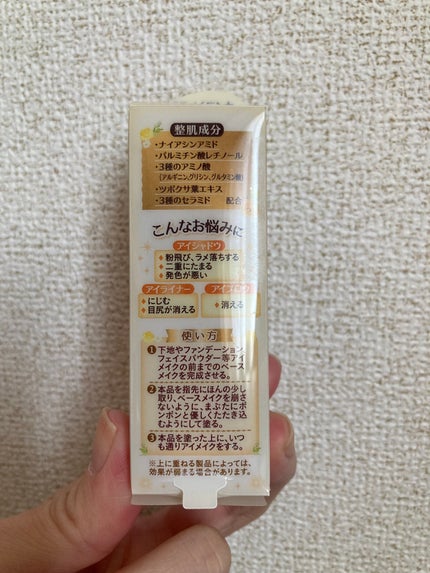 整肌成分
・ナイアシンアミド
・パルミチン酸レチノール
・3種のアミノ酸
(アルギニン,グリシン,グルタミン酸)
・ツボクサ葉エキス
・3種のセラミド 配合
こんなお悩みに
アイシャドウ
粉飛び、ラメ落ちする
二重にたまる
発色が悪い
アイライナー
にじむ
目尻が消える
アイブロウ
消える
使い方
1 下地やファンデーション、
フェイスパウダー等アイ
メイクの前までのベース
メイクを完成させる。
2 本品を指先にほんの少し
取り、ベースメイクを崩さ
ないように、まぶたにポ
ンポンと優しくたたき込
むようにして塗る。
3 本品を塗った上に、いつ
も通りアイメイクをする。
※上に重ねる製品によっては、
効果が弱まる場合があります。